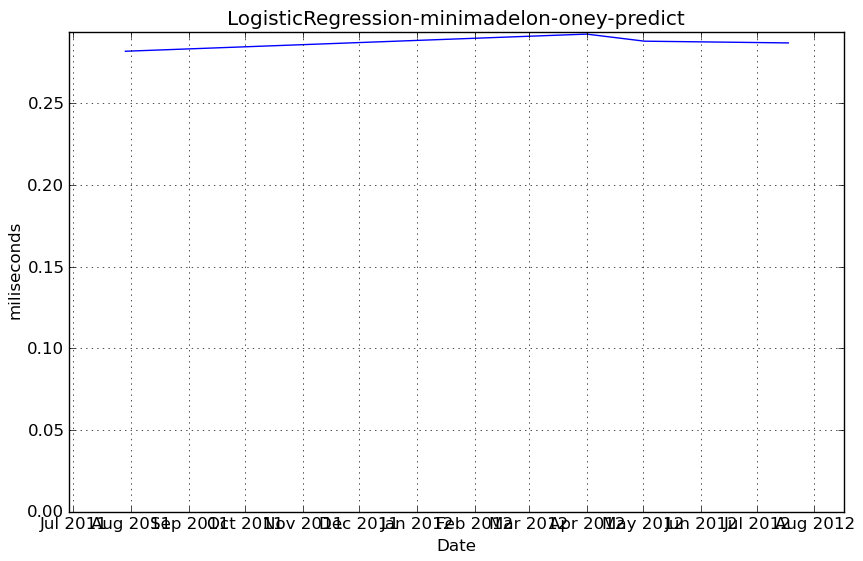 LogisticRegression-minimadelon-oney-predict
0.25
0.20
0.15
0.10
0.05
0.00
miliseconds
Jul 2011 Aug 2011 Sep 2011 Oct 2011 Nov 2011 Dec 2011 Jan 2012 Feb 2012 Mar 2012 Apr 2012 May 2012 Jun 2012 Jul 2012 Aug 2012
Date